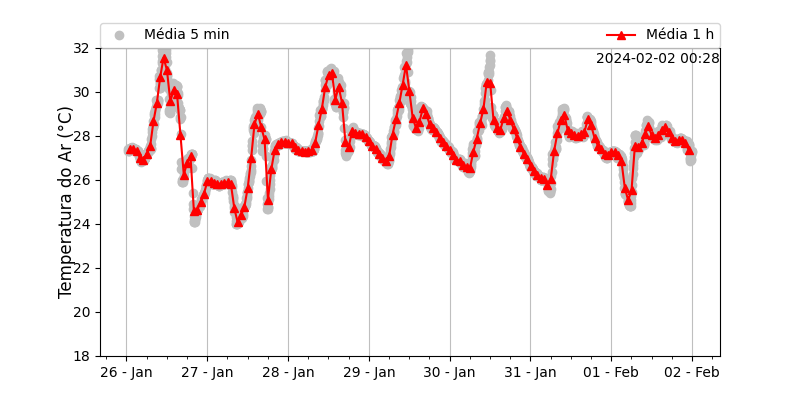 Média 5 min
Média 1 h
2024-02-02 00:28
Temperatura do Ar (°C)
32
30
28
26
24
22
20
18
26 - Jan
27 - Jan
28 - Jan
29 - Jan
30 - Jan
31 - Jan
01 - Feb
02 - Feb